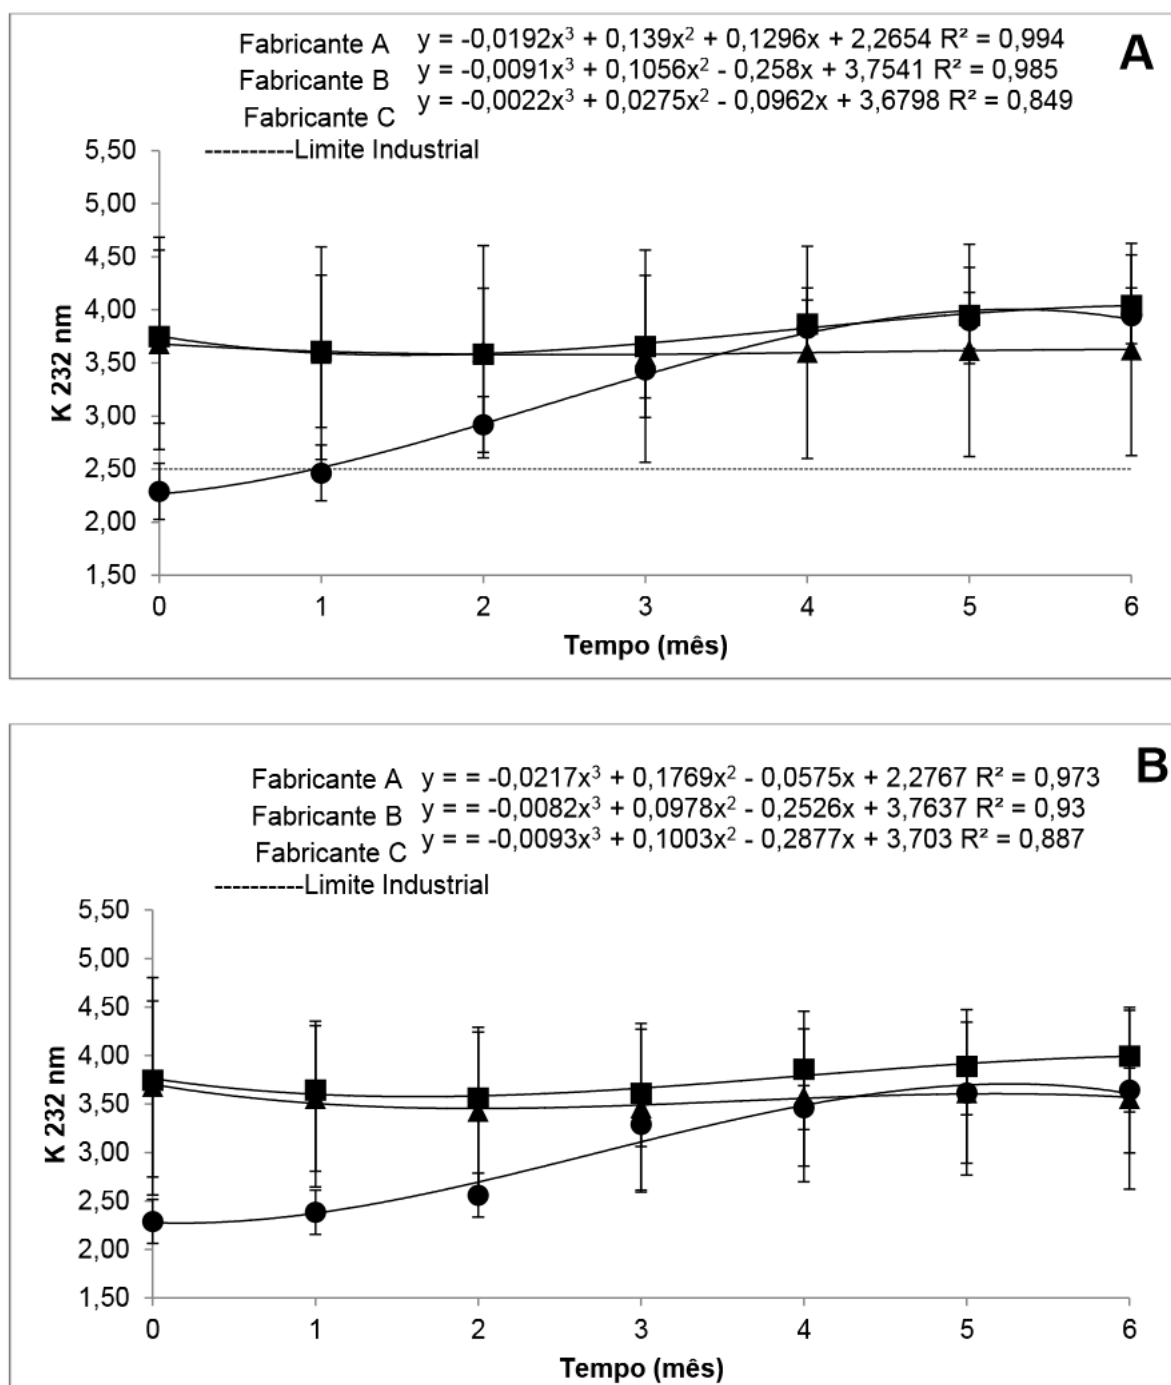 Fabricante A y = -0,0192x³ + 0,139x² + 0,1296x + 2,2654 R² = 0,994
A
Fabricante B y = -0,0091x³ + 0,1056x² - 0,258x + 3,7541 R² = 0,985
Fabricante C y = -0,0022x³ + 0,0275x² - 0,0962x + 3,6798 R² = 0,849
----------Limite Industrial
5,50
5,00
4,50
4,00
3,50
3,00
2,50
2,00
1,50
K 232 nm
0 1 2 3 4 5 6
Tempo (mês)
B
Fabricante A y = = -0,0217x³ + 0,1769x² - 0,0575x + 2,2767 R² = 0,973
Fabricante B y = = -0,0082x³ + 0,0978x² - 0,2526x + 3,7637 R² = 0,93
Fabricante C y = = -0,0093x³ + 0,1003x² - 0,2877x + 3,703 R² = 0,887
----------Limite Industrial
5,50
5,00
4,50
4,00
3,50
3,00
2,50
2,00
1,50
K 232 nm
0 1 2 3 4 5 6
Tempo (mês)